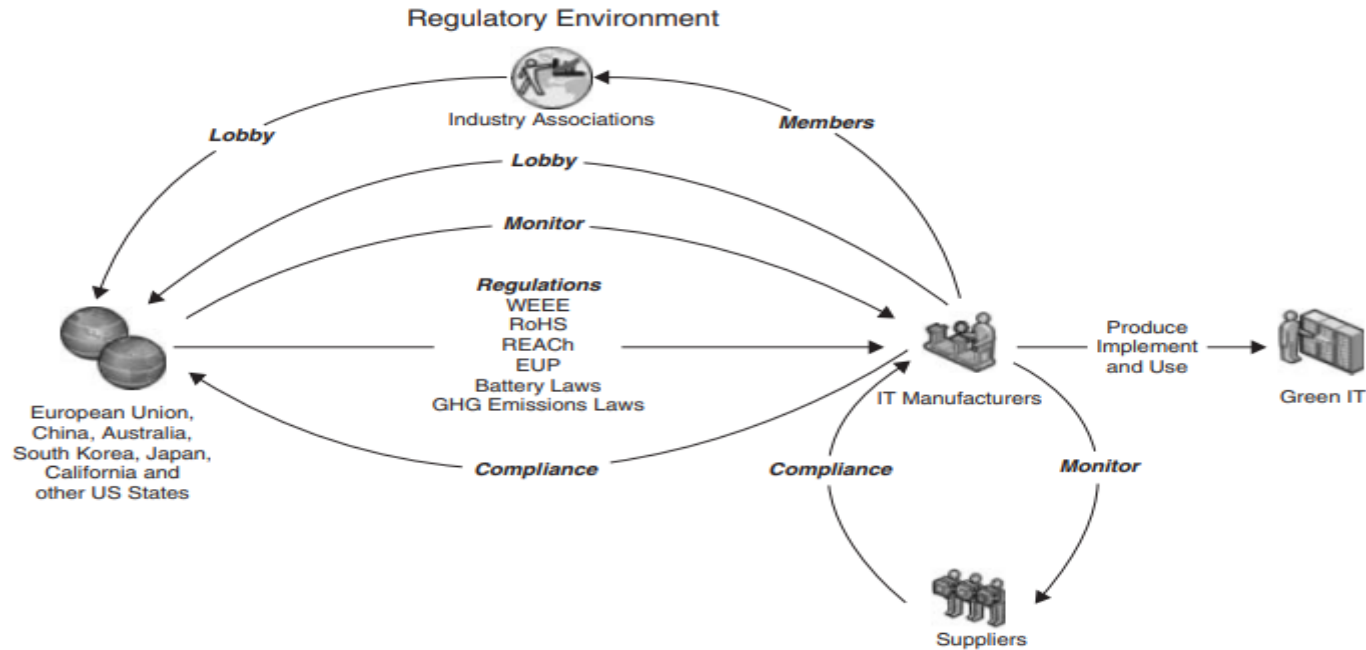 Regulatory Environment
Industry Associations
Lobby
Members
Lobby
Monitor
Regulations
WEEE
RoHS
REACh
EUP
Battery Laws
GHG Emissions Laws
European Union,
China, Australia,
South Korea, Japan,
California and
other US States
IT Manufacturers
Produce
Implement
and Use
Green IT
Compliance
Compliance
Monitor
Suppliers